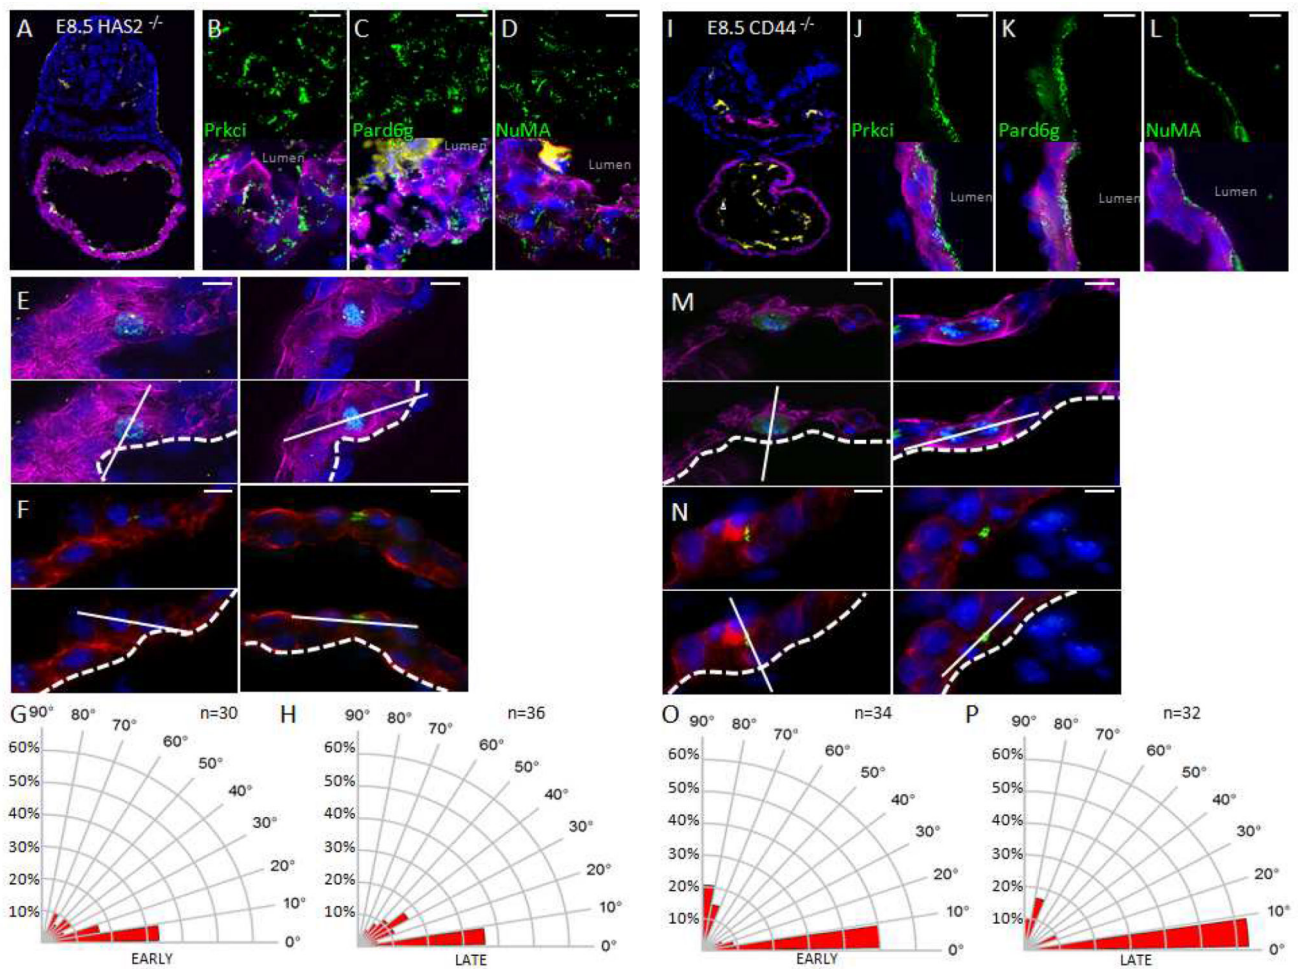 A E8.5 HAS2 -/-
B
C
D
Prkci
Pard6g
NuMA
Lumen
Lumen
Lumen
I E8.5 CD44 -/-
J
K
L
Prkci
Pard6g
NuMA
Lumen
Lumen
Lumen
E
F
M
N
G
n=30
90°
80°
70°
60°
50°
40°
30°
20°
10°
0°
60%
50%
40%
30%
20%
10%
EARLY
H
n=36
90°
80°
70°
60°
50°
40°
30°
20°
10°
0°
60%
50%
40%
30%
20%
10%
LATE
O
n=34
90°
80°
70°
60°
50°
40°
30°
20°
10°
0°
60%
50%
40%
30%
20%
10%
EARLY
P
n=32
90°
80°
70°
60°
50°
40°
30°
20°
10°
0°
60%
50%
40%
30%
20%
10%
LATE